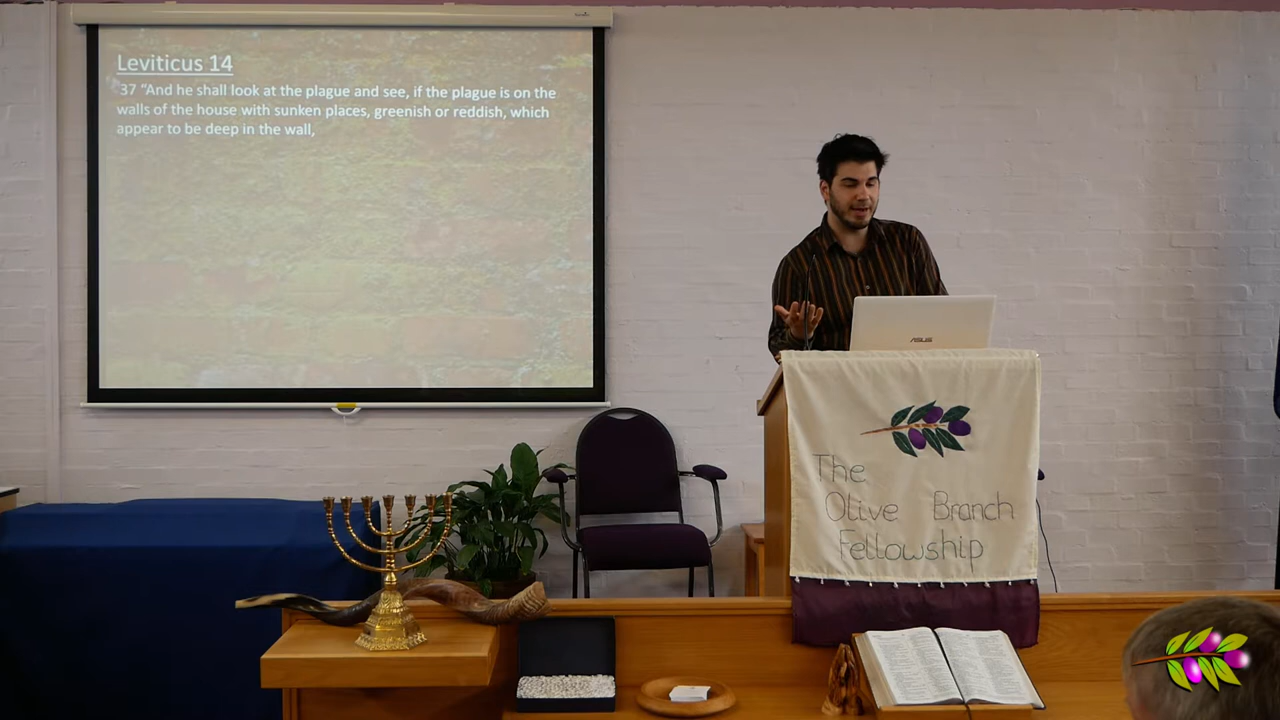 Leviticus 14
37 “And he shall look at the plague and see, if the plague is on the
walls of the house with sunken places, greenish or reddish, which
appear to be deep in the wall,
ASUS
The
Olive Branch
Fellowship